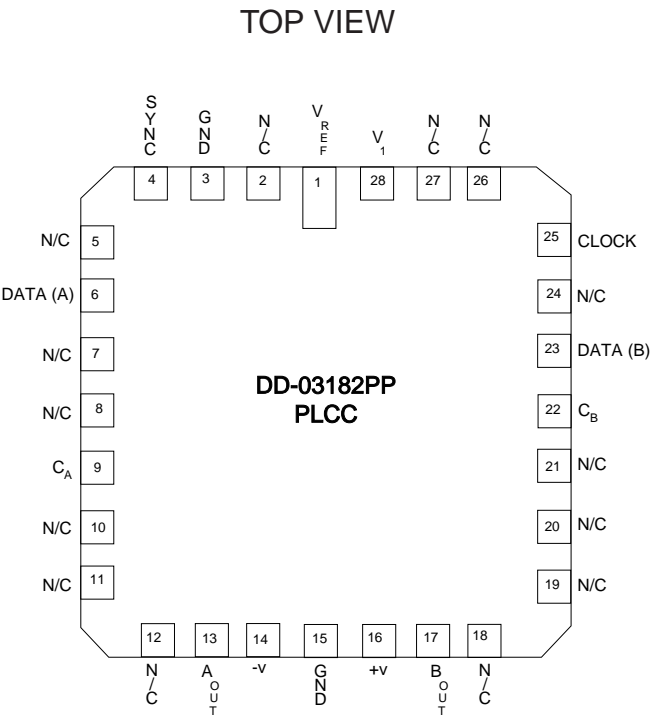 TOP VIEW
SYNC
GND
N/C
VREF
V1
N/C
N/C
4
3
2
1
28
27
26
N/C 5
25 CLOCK
DATA (A) 6
24 N/C
N/C 7
23 DATA (B)
DD-03182PP
PLCC
N/C 8
22 CB
CA 9
21 N/C
N/C 10
20 N/C
N/C 11
19 N/C
12
13
14
15
16
17
18
N/C
AOUT
-v
GND
+v
BOUT
N/C